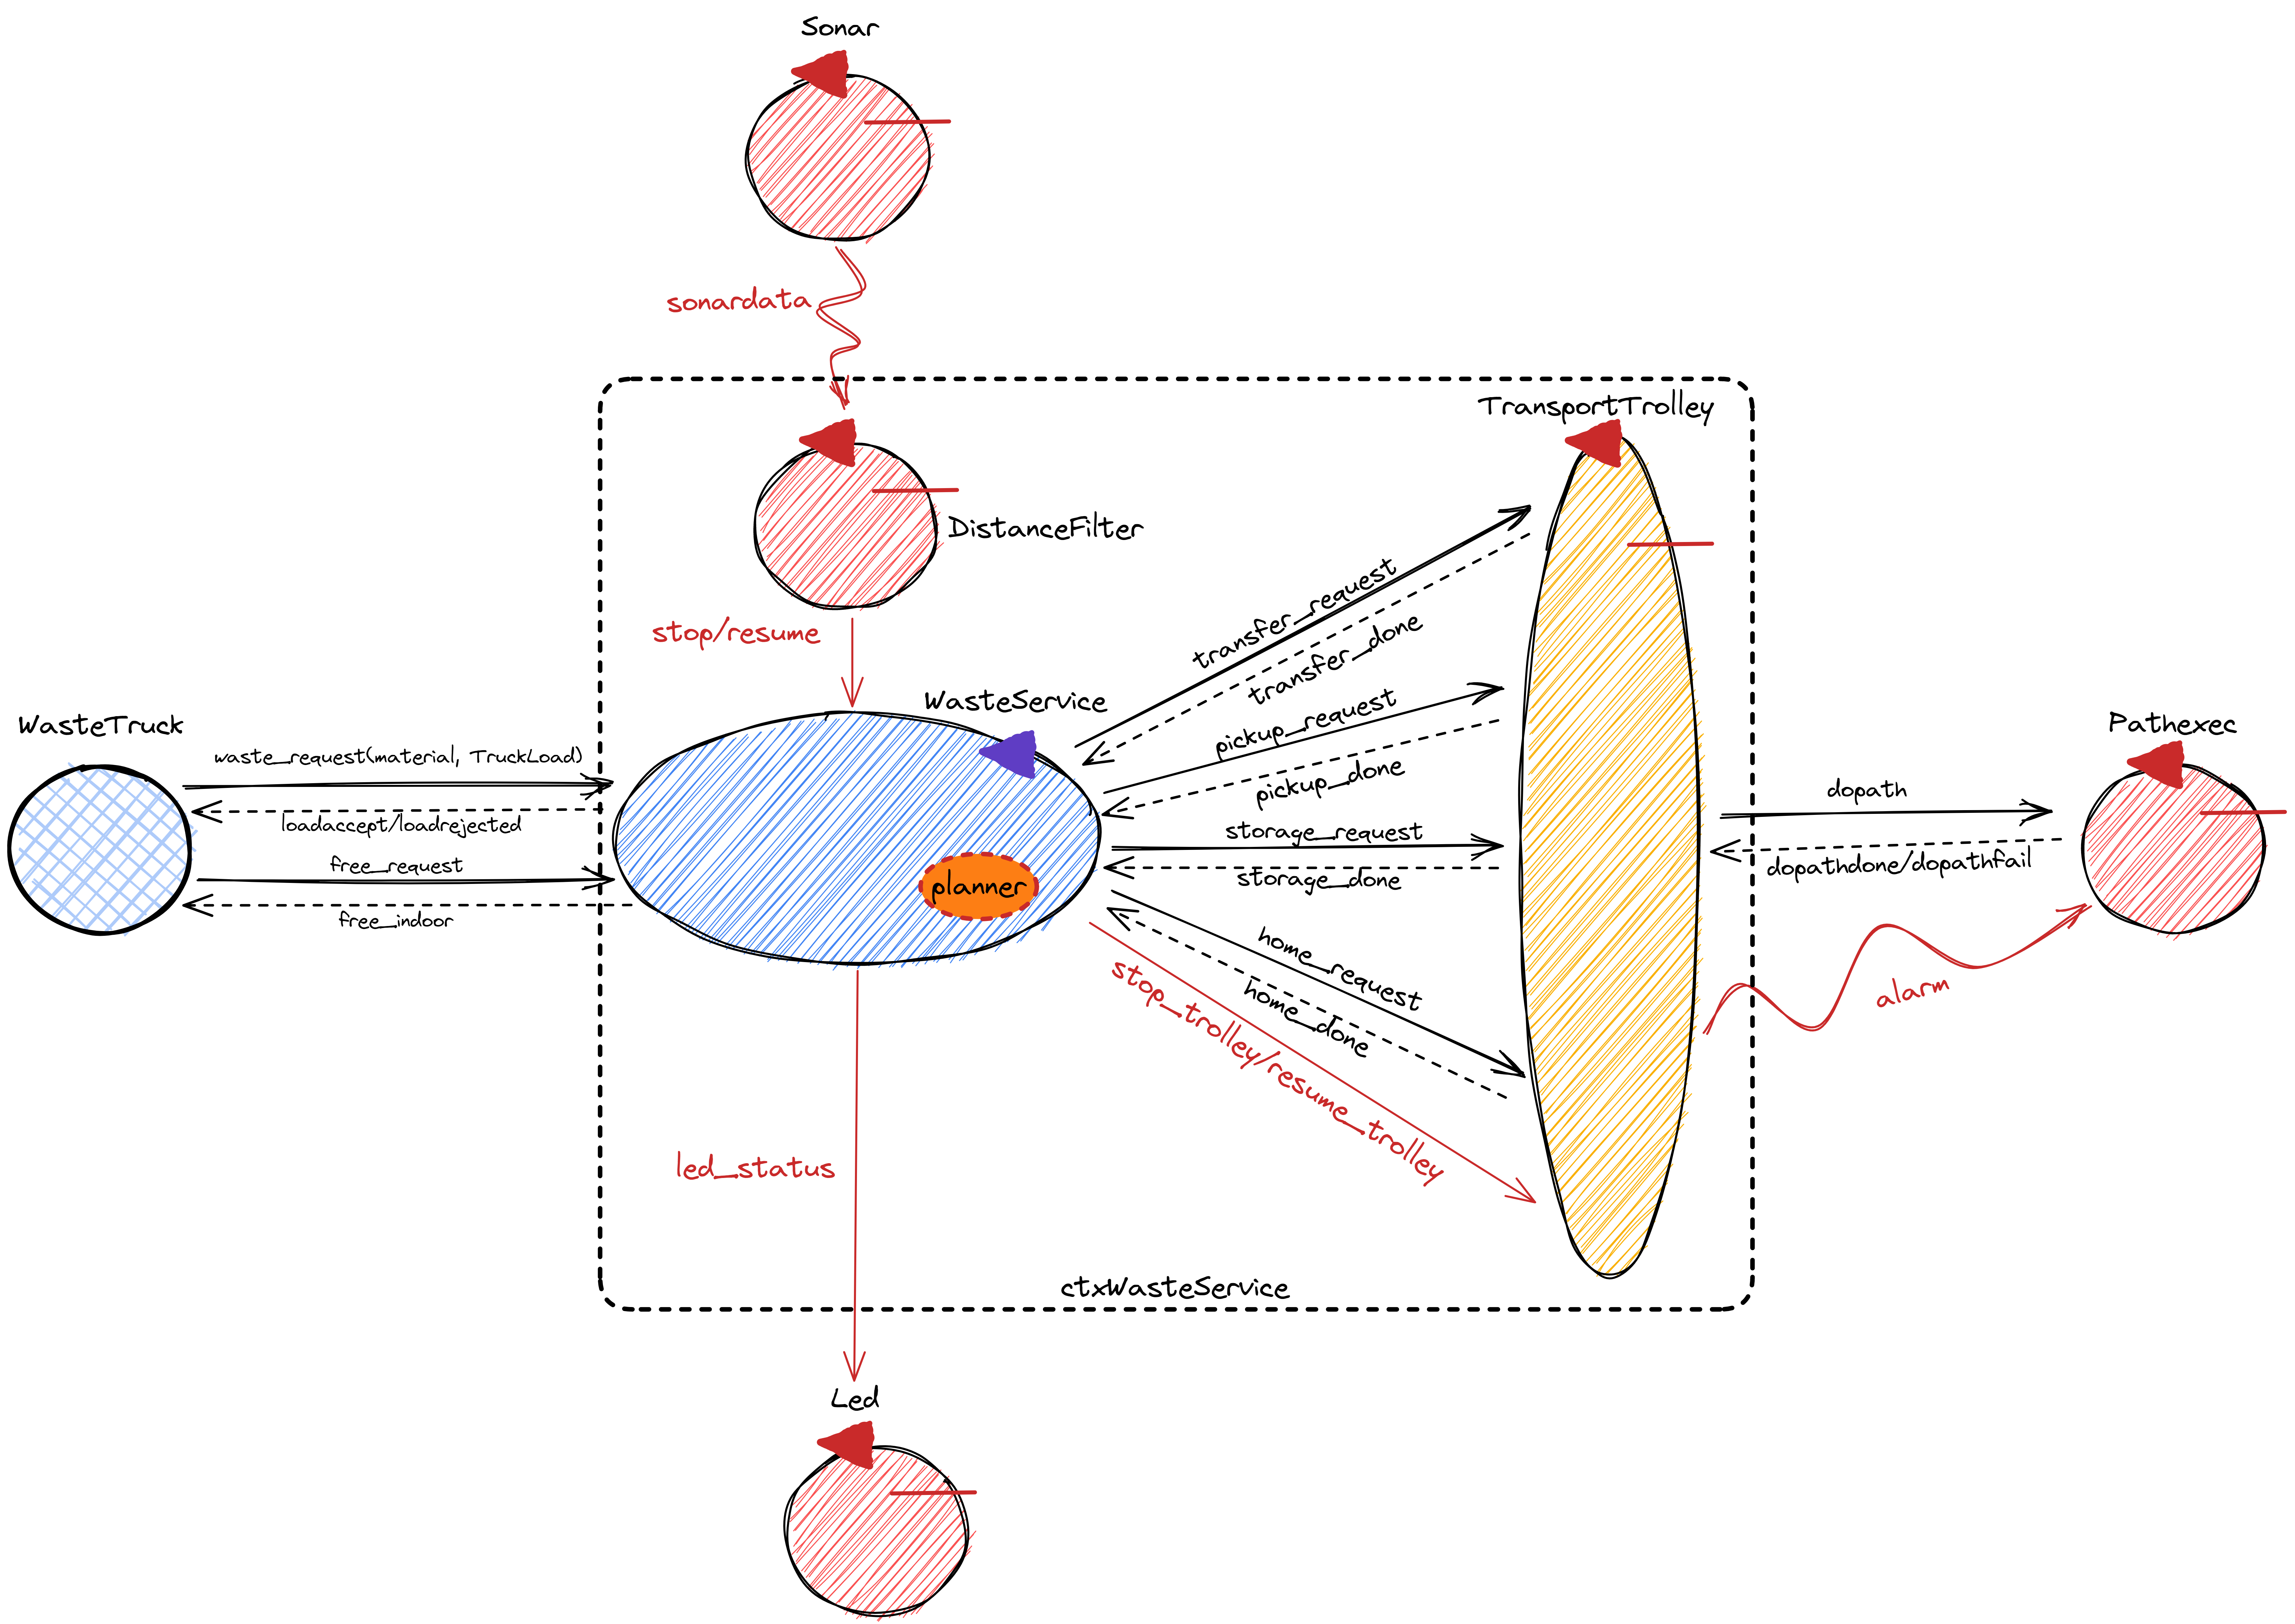 Sonar
sonardata
TransportTrolley
DistanceFilter
stop/resume
transfer_request
transfer_done
WasteService
pickup_request
pickup_done
WasteTruck
waste_request(material, TruckLoad)
loadaccept/loadrejected
free_request
free_indoor
planner
storage_request
storage_done
home_request
home_done
stop_trolley/resume_trolley
Pathexec
dopath
dopathdone/dopathfail
alarm
led_status
ctxWasteService
Led